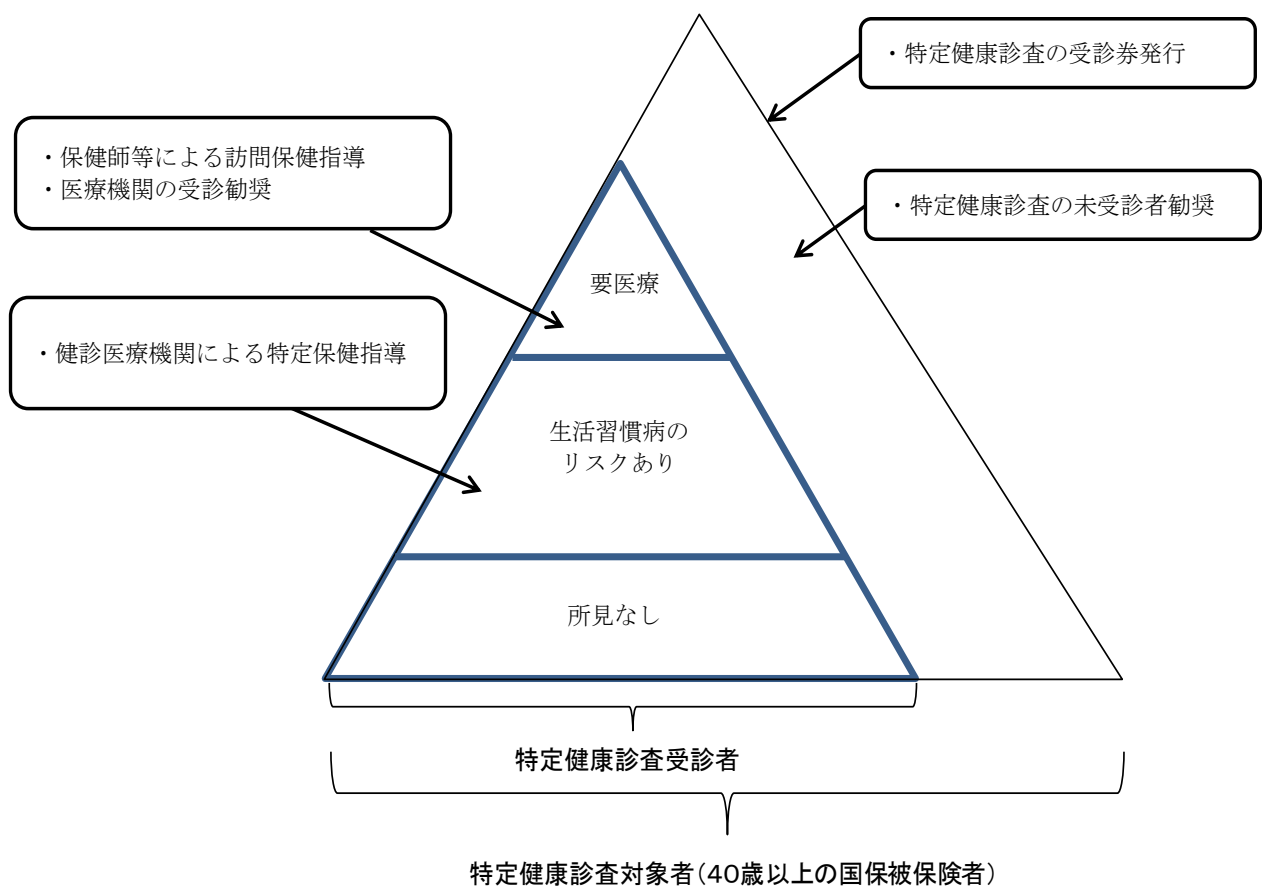 ・特定健康診査の受診券発行
・保健師等による訪問保健指導
・医療機関の受診勧奨
・特定健康診査の未受診者勧奨
要医療
・健診医療機関による特定保健指導
生活習慣病の
リスクあり
所見なし
特定健康診査受診者
特定健康診査対象者(40歳以上の国保被保険者)